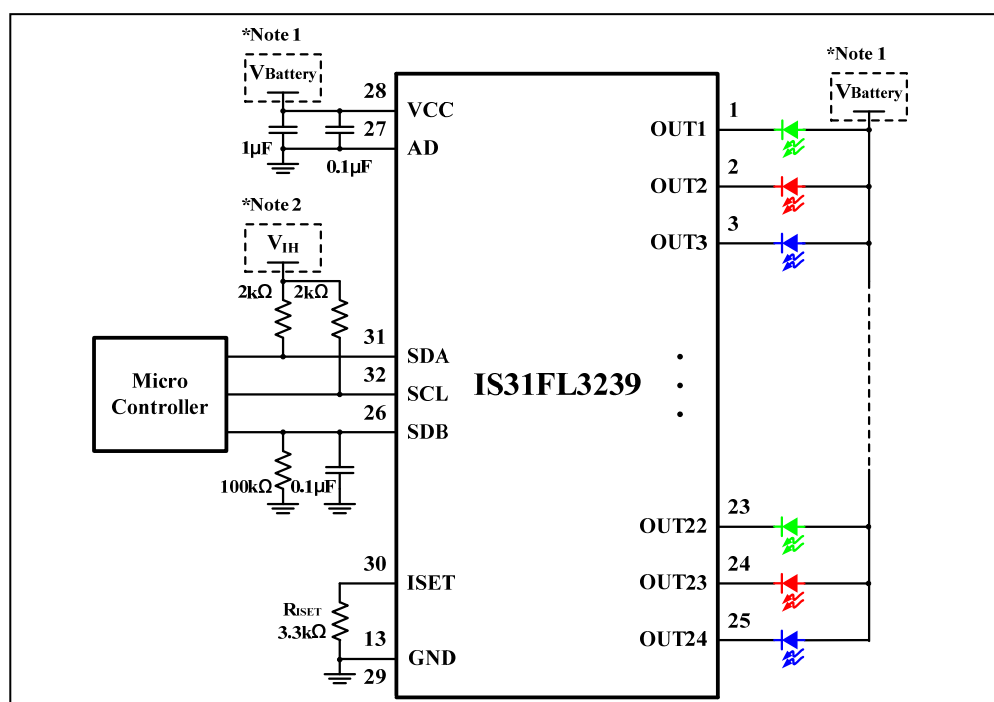 *Note 1
VBattery
1μF
0.1μF
28
VCC
27
AD
*Note 2
VIH
2kΩ
2kΩ
Micro
Controller
31
SDA
32
SCL
26
SDB
100kΩ
0.1μF
30
ISET
RISET
3.3kΩ
13
GND
29
IS31FL3239
*Note 1
VBattery
OUT1
1
OUT2
2
OUT3
3
OUT22
23
OUT23
24
OUT24
25